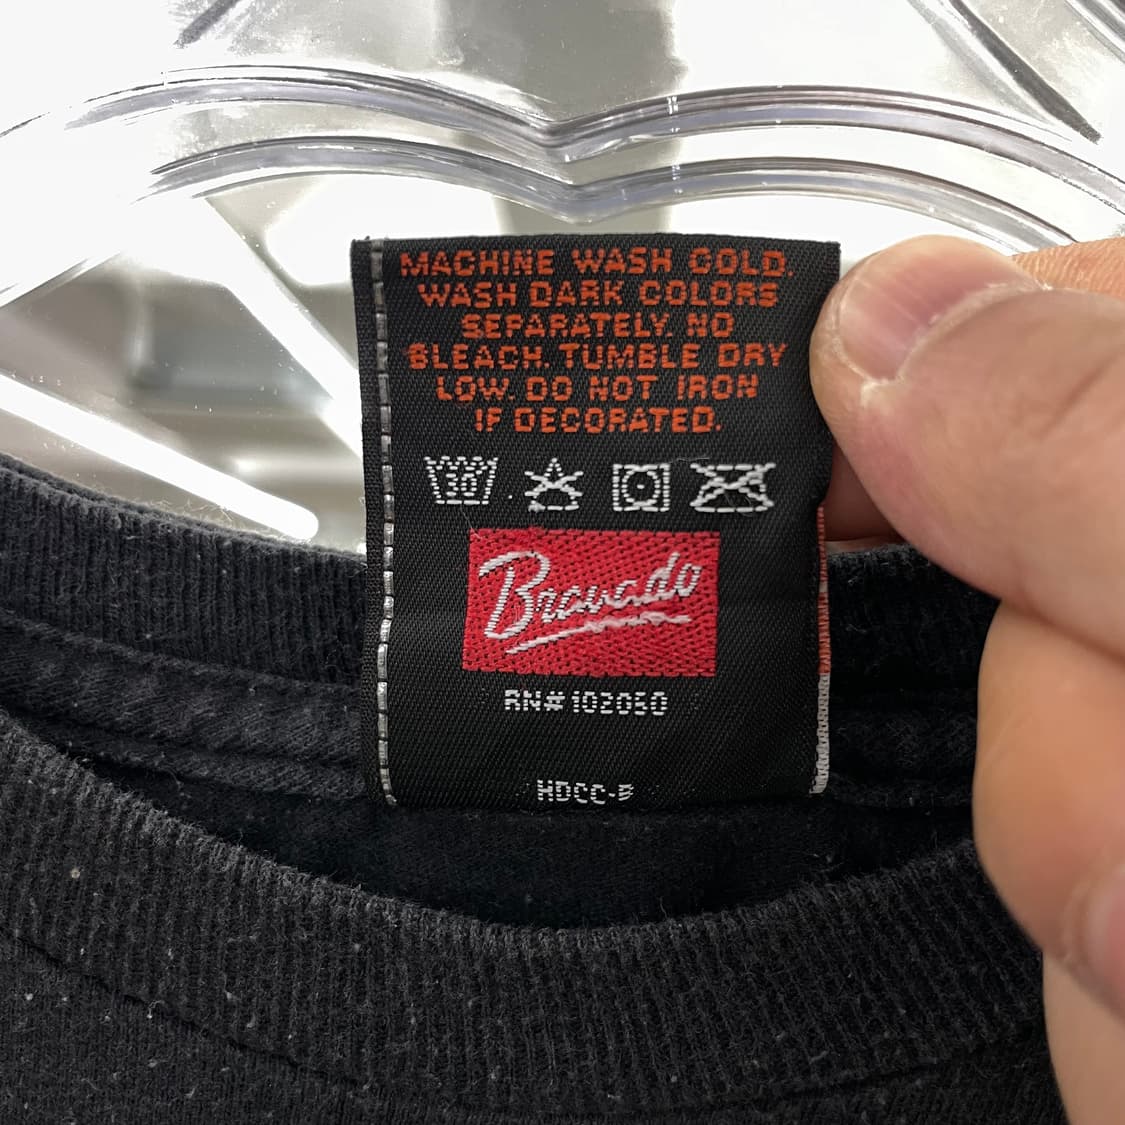 MACHINE WASH COLD.
WASH DARK COLORS
SEPARATELY. NO
BLEACH. TUMBLE DRY
LOW. DO NOT IRON
IF DECORATED.
30
Bravado
RN#102050
HDCC-B